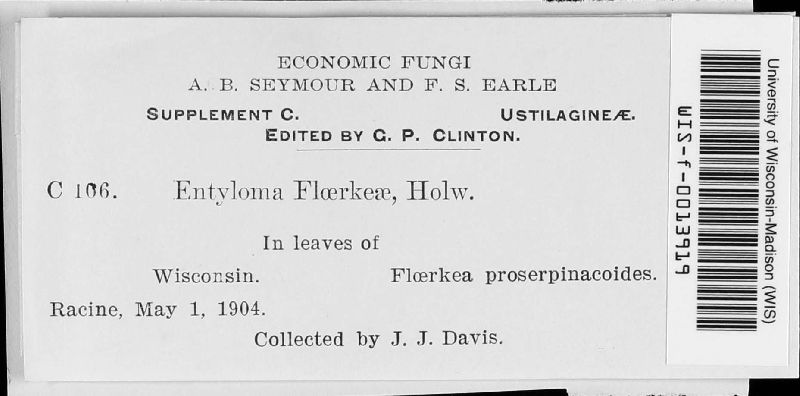 ECONOMIC FUNGI
A. B. SEYMOUR AND F. S. EARLE
SUPPLEMENT C. USTILAGINEÆ.
EDITED BY G. P. CLINTON.
C 106. Entyloma Flœrkeæ, Holw.
In leaves of
Wisconsin. Flœrkea proserpinacoides.
Racine, May 1, 1904.
Collected by J. J. Davis.
University of Wisconsin-Madison (WIS)
WIS-f-0013919